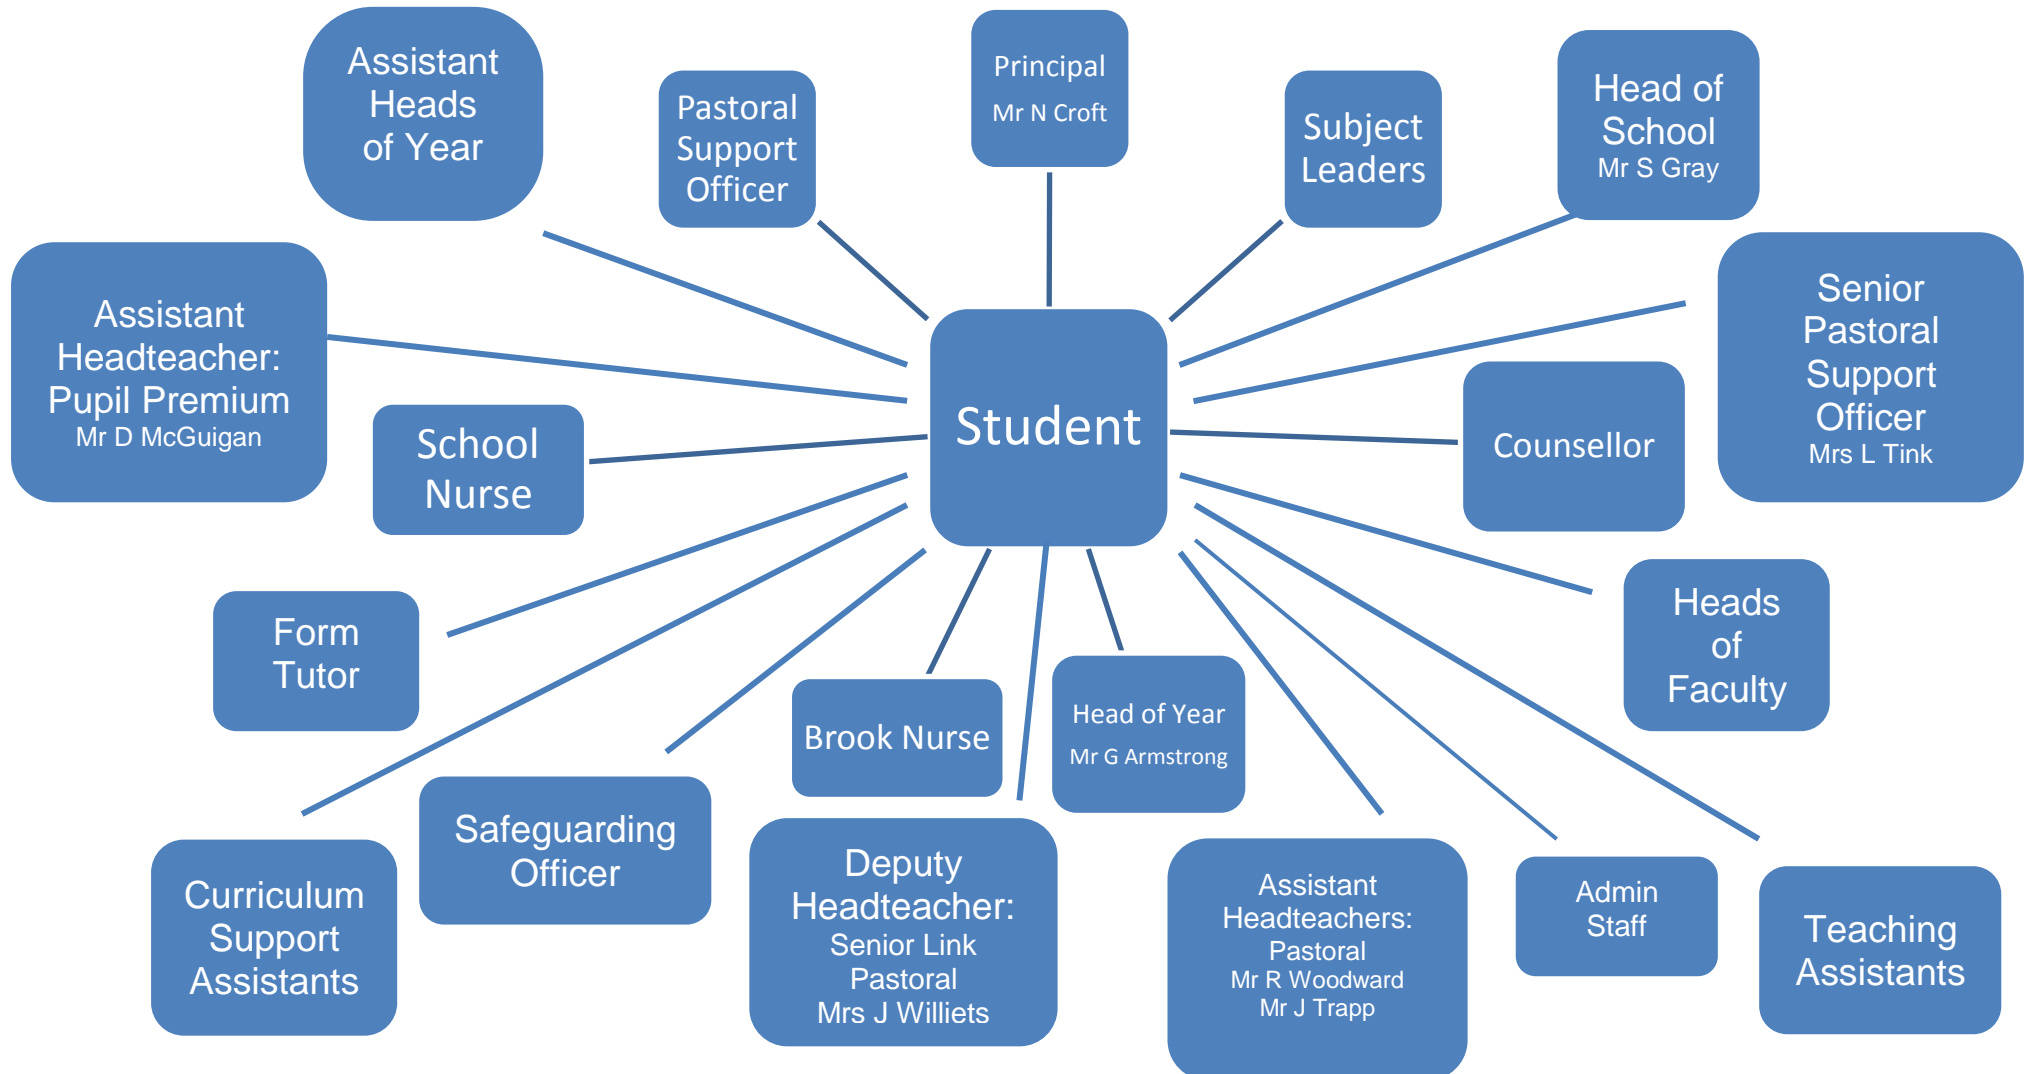 Assistant
Heads
of Year
Pastoral
Support
Officer
Principal
Mr N Croft
Subject
Leaders
Head of
School
Mr S Gray
Assistant
Headteacher:
Pupil Premium
Mr D McGuigan
Senior
Pastoral
Support
Officer
Mrs L Tink
School
Nurse
Student
Counsellor
Form
Tutor
Heads
of
Faculty
Brook Nurse
Head of Year
Mr G Armstrong
Curriculum
Support
Assistants
Safeguarding
Officer
Deputy
Headteacher:
Senior Link
Pastoral
Mrs J Williets
Assistant
Headteachers:
Pastoral
Mr R Woodward
Mr J Trapp
Admin
Staff
Teaching
Assistants